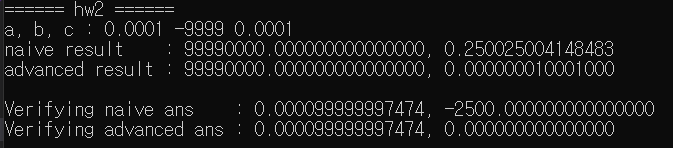 ====== hw2 ======
a, b, c : 0.0001 -9999 0.0001
naive result    : 99990000.000000000000000, 0.250025004148483
advanced result : 99990000.000000000000000, 0.000000010001000

Verifying naive ans    : 0.000099999997474, -2500.000000000000000
Verifying advanced ans : 0.000099999997474, 0.000000000000000